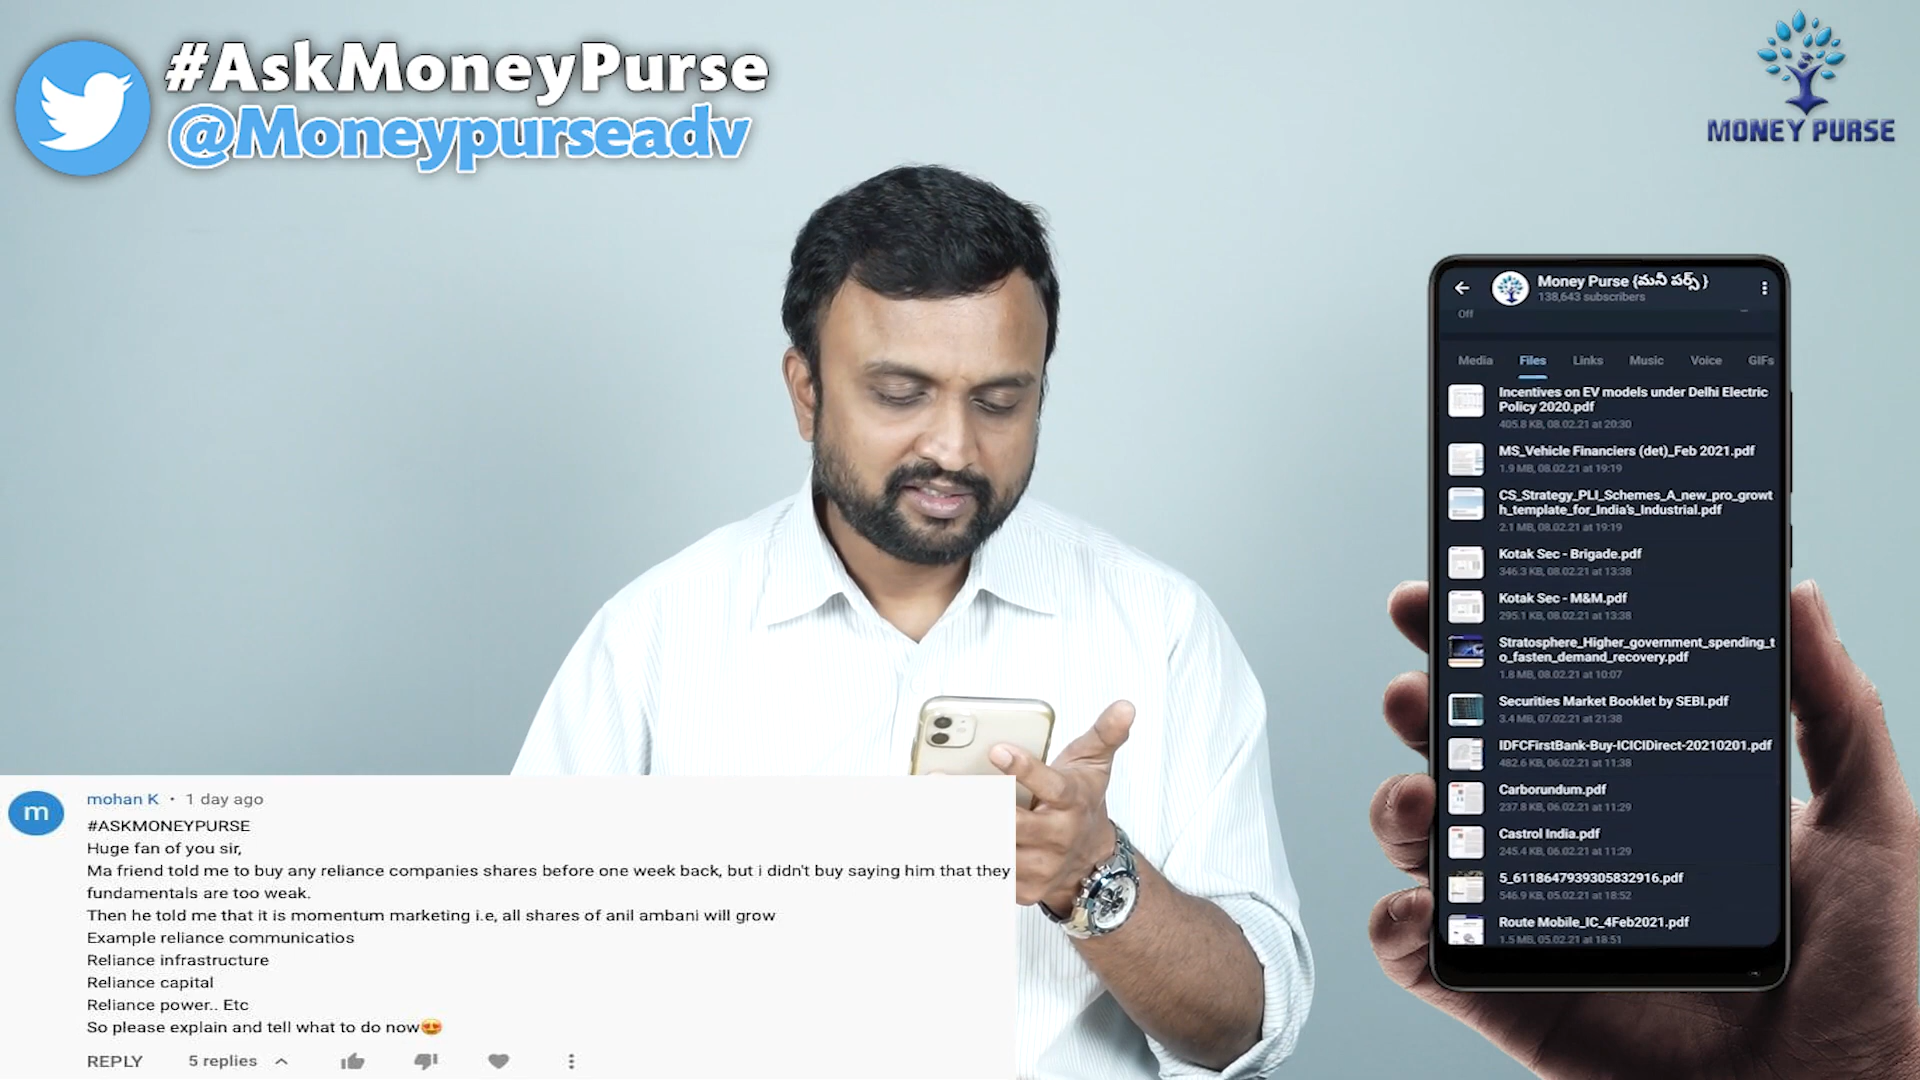 #AskMoneyPurse
@Moneypurseadv
MONEY PURSE
Money Purse {మనీ పర్స్ }
138,643 subscribers
Off
Media Files Links Music Voice GIFs
Incentives on EV models under Delhi Electric
Policy 2020.pdf
405.8 KB, 08.02.21 at 20:30
MS_Vehicle Financiers (det)_Feb 2021.pdf
1.9 MB, 08.02.21 at 19:19
CS_Strategy_PLI_Schemes_A_new_pro_growt
h_template_for_India's_Industrial.pdf
2.1 MB, 08.02.21 at 19:19
Kotak Sec - Brigade.pdf
346.3 KB, 08.02.21 at 13:38
Kotak Sec - M&M.pdf
295.1 KB, 08.02.21 at 13:38
Stratosphere_Higher_government_spending_t
o_fasten_demand_recovery.pdf
1.8 MB, 08.02.21 at 10:07
Securities Market Booklet by SEBI.pdf
3.4 MB, 07.02.21 at 21:38
IDFCFirstBank-Buy-ICICIDirect-20210201.pdf
482.6 KB, 06.02.21 at 11:38
Carborundum.pdf
237.8 KB, 06.02.21 at 11:29
Castrol India.pdf
245.4 KB, 06.02.21 at 11:29
5_6118647939305832916.pdf
546.9 KB, 05.02.21 at 18:52
Route Mobile_IC_4Feb2021.pdf
1.5 MB, 05.02.21 at 18:51
m
mohan K • 1 day ago
#ASKMONEYPURSE
Huge fan of you sir,
Ma friend told me to buy any reliance companies shares before one week back, but i didn't buy saying him that they
fundamentals are too weak.
Then he told me that it is momentum marketing i.e, all shares of anil ambani will grow
Example reliance communicatios
Reliance infrastructure
Reliance capital
Reliance power.. Etc
So please explain and tell what to do now😍
REPLY 5 replies